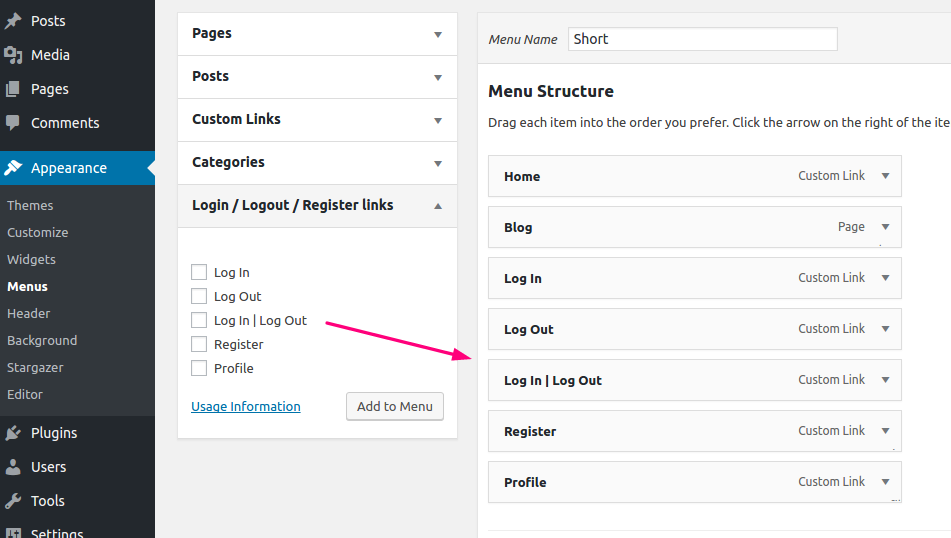 Posts
Media
Pages
Comments
Appearance
Themes
Customize
Widgets
Menus
Header
Background
Stargazer
Editor
Plugins
Users
Tools
Settings
Pages
Posts
Custom Links
Categories
Login / Logout / Register links
Log In
Log Out
Log In | Log Out
Register
Profile
Usage Information
Add to Menu
Menu Name Short
Menu Structure
Drag each item into the order you prefer. Click the arrow on the right of the ite
Home Custom Link
Blog Page
Log In Custom Link
Log Out Custom Link
Log In | Log Out Custom Link
Register Custom Link
Profile Custom Link